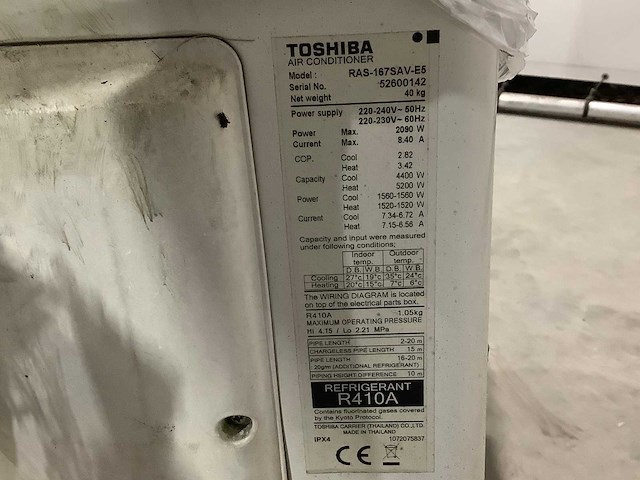 TOSHIBA
AIR CONDITIONER
Model : RAS-167SAV-E5
Serial No. 52600142
Net weight 40 kg
Power supply 220-240V~ 50Hz
220-230V~ 60Hz
Power Max. 2090 W
Current Max. 8.40 A
COP. Cool 2.82
Heat 3.42
Capacity Cool 4400 W
Heat 5200 W
Power Cool 1560-1560 W
Heat 1520-1520 W
Current Cool 7.34-6.72 A
Heat 7.15-6.56 A
Capacity and input were measured
under following conditions;
Indoor temp. Outdoor temp.
D.B. W.B. D.B. W.B.
Cooling 27°c 19°c 35°c 24°c
Heating 20°c 15°c 7°c 6°c
The WIRING DIAGRAM is located
on top of the electrical parts box.
R410A 1.05kg
MAXIMUM OPERATING PRESSURE
Hi 4.15 / Lo 2.21 MPa
PIPE LENGTH 2-20 m
CHARGELESS PIPE LENGTH 15 m
PIPE LENGTH 16-20 m
20g/m (ADDITIONAL REFRIGERANT)
PIPING HEIGHT DIFFERENCE 10 m
REFRIGERANT
R410A
Contains fluorinated gases covered
by the Kyoto Protocol.
TOSHIBA CARRIER (THAILAND) CO.,LTD.
MADE IN THAILAND
IPX4 1072075837
CE